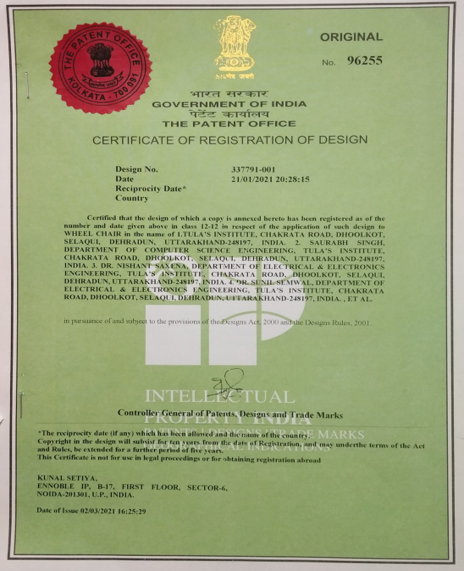 THE PATENT OFFICE
KOLKATA - 700 091
सत्यमेव जयते
ORIGINAL
No. 96255
भारत सरकार
GOVERNMENT OF INDIA
पेटेंट कार्यालय
THE PATENT OFFICE
CERTIFICATE OF REGISTRATION OF DESIGN
Design No. 337791-001
Date 21/01/2021 20:28:15
Reciprocity Date*
Country
Certified that the design of which a copy is annexed hereto has been registered as of the
number and date given above in class 12-12 in respect of the application of such design to
WHEEL CHAIR in the name of 1.TULA'S INSTITUTE, CHAKRATA ROAD, DHOOLKOT,
SELAQUI, DEHRADUN, UTTARAKHAND-248197, INDIA. 2. SAURABH SINGH,
DEPARTMENT OF COMPUTER SCIENCE ENGINEERING, TULA'S INSTITUTE,
CHAKRATA ROAD, DHOOLKOT, SELAQUI, DEHRADUN, UTTARAKHAND-248197,
INDIA. 3. DR. NISHANT SAXENA, DEPARTMENT OF ELECTRICAL & ELECTRONICS
ENGINEERING, TULA'S INSTITUTE, CHAKRATA ROAD, DHOOLKOT, SELAQUI,
DEHRADUN, UTTARAKHAND-248197, INDIA. 4. DR. SUNIL SEMWAL, DEPARTMENT OF
ELECTRICAL & ELECTRONICS ENGINEERING, TULA'S INSTITUTE, CHAKRATA
ROAD, DHOOLKOT, SELAQUI, DEHRADUN, UTTARAKHAND-248197, INDIA. , ET AL.
in pursuance of and subject to the provisions of the Designs Act, 2000 and the Designs Rules, 2001.
INTELLECTUAL
Controller General of Patents, Designs and Trade Marks
PROPERTY INDIA
*The reciprocity date (if any) which has been allowed and the name of the country.
TRADE MARKS
Copyright in the design will subsist for ten years from the date of Registration, and may underthe terms of the Act
and Rules, be extended for a further period of five years.
INDICATIONS
This Certificate is not for use in legal proceedings or for obtaining registration abroad
KUNAL SETIYA,
ENNOBLE IP, B-17, FIRST FLOOR, SECTOR-6,
NOIDA-201301, U.P., INDIA.
Date of Issue 02/03/2021 16:25:29